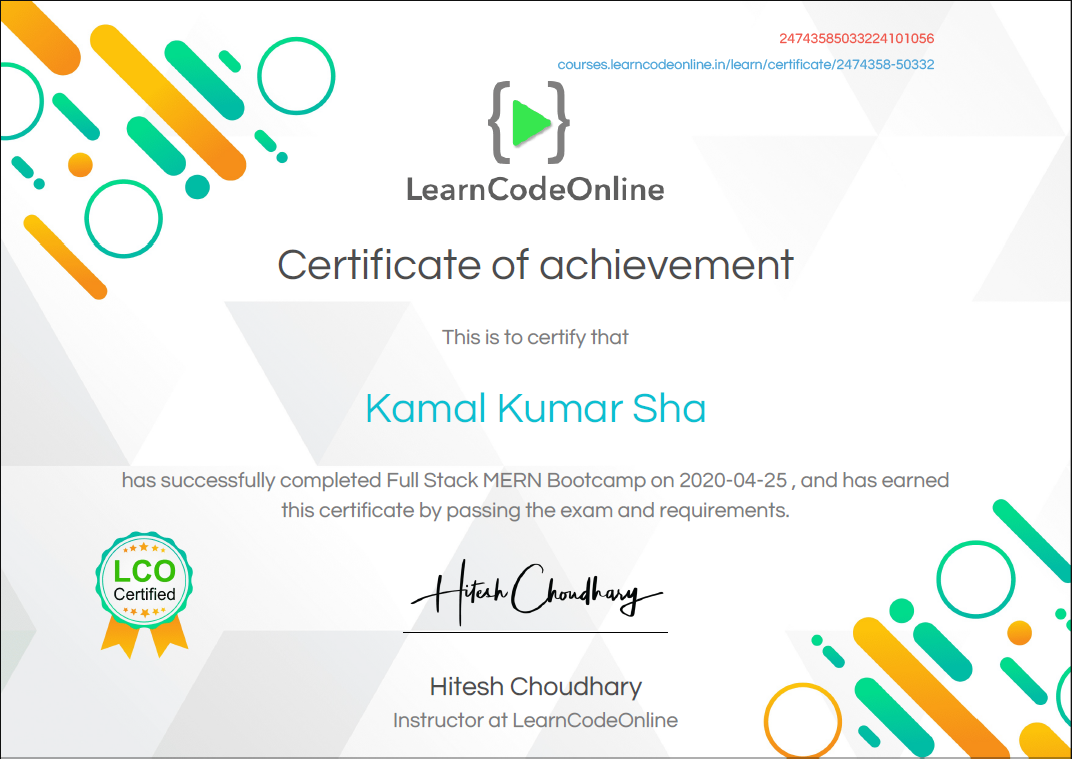 24743585033224101056
courses.learncodeonline.in/learn/certificate/2474358-50332
{ }
LearnCodeOnline
Certificate of achievement
This is to certify that
Kamal Kumar Sha
has successfully completed Full Stack MERN Bootcamp on 2020-04-25 , and has earned
this certificate by passing the exam and requirements.
LCO
Certified
Hitesh Choudhary
Hitesh Choudhary
Instructor at LearnCodeOnline